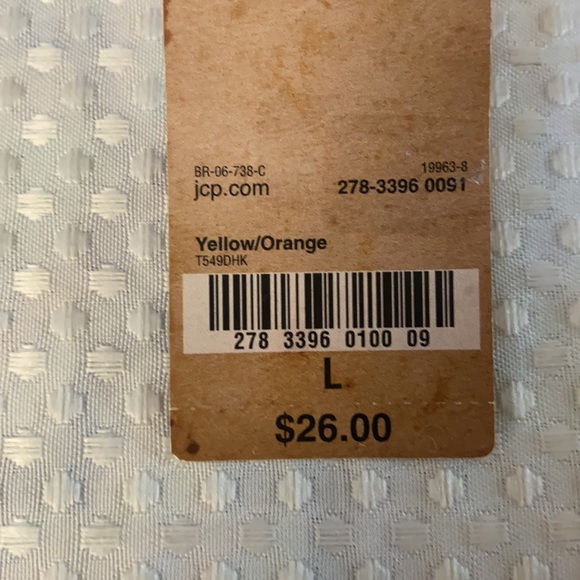 BR-06-738-C 19963-8
jcp.com 278-3396 0091
Yellow/Orange
T549DHK
278 3396 0100 09
L
$26.00